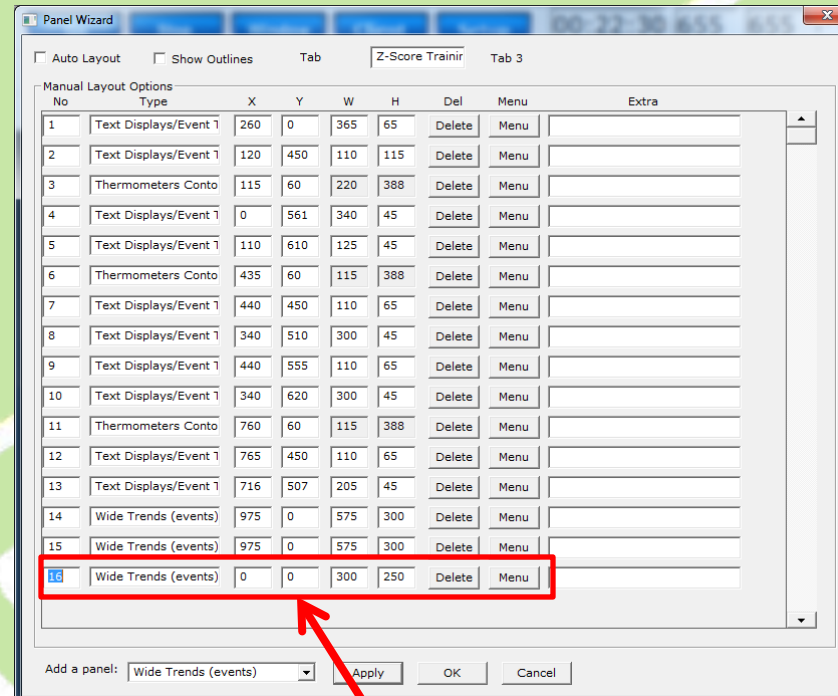 Panel Wizard
00-22-30 655 655
Auto Layout Show Outlines Tab Z-Score Trainin Tab 3
Manual Layout Options
No Type X Y W H Del Menu Extra
1 Text Displays/Event T 260 0 365 65 Delete Menu
2 Text Displays/Event T 120 450 110 115 Delete Menu
3 Thermometers Conto 115 60 220 388 Delete Menu
4 Text Displays/Event T 0 561 340 45 Delete Menu
5 Text Displays/Event T 110 610 125 45 Delete Menu
6 Thermometers Conto 435 60 115 388 Delete Menu
7 Text Displays/Event T 440 450 110 65 Delete Menu
8 Text Displays/Event T 340 510 300 45 Delete Menu
9 Text Displays/Event T 440 555 110 65 Delete Menu
10 Text Displays/Event T 340 620 300 45 Delete Menu
11 Thermometers Conto 760 60 115 388 Delete Menu
12 Text Displays/Event T 765 450 110 65 Delete Menu
13 Text Displays/Event T 716 507 205 45 Delete Menu
14 Wide Trends (events) 975 0 575 300 Delete Menu
15 Wide Trends (events) 975 0 575 300 Delete Menu
16 Wide Trends (events) 0 0 300 250 Delete Menu
Add a panel: Wide Trends (events) Apply OK Cancel